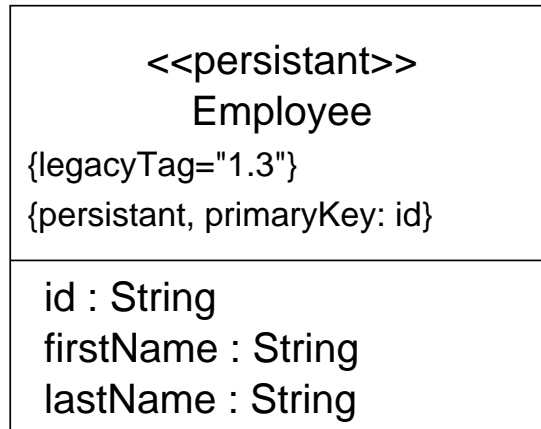 <<persistant>>
Employee
{legacyTag="1.3"}
{persistant, primaryKey: id}
id : String
firstName : String
lastName : String